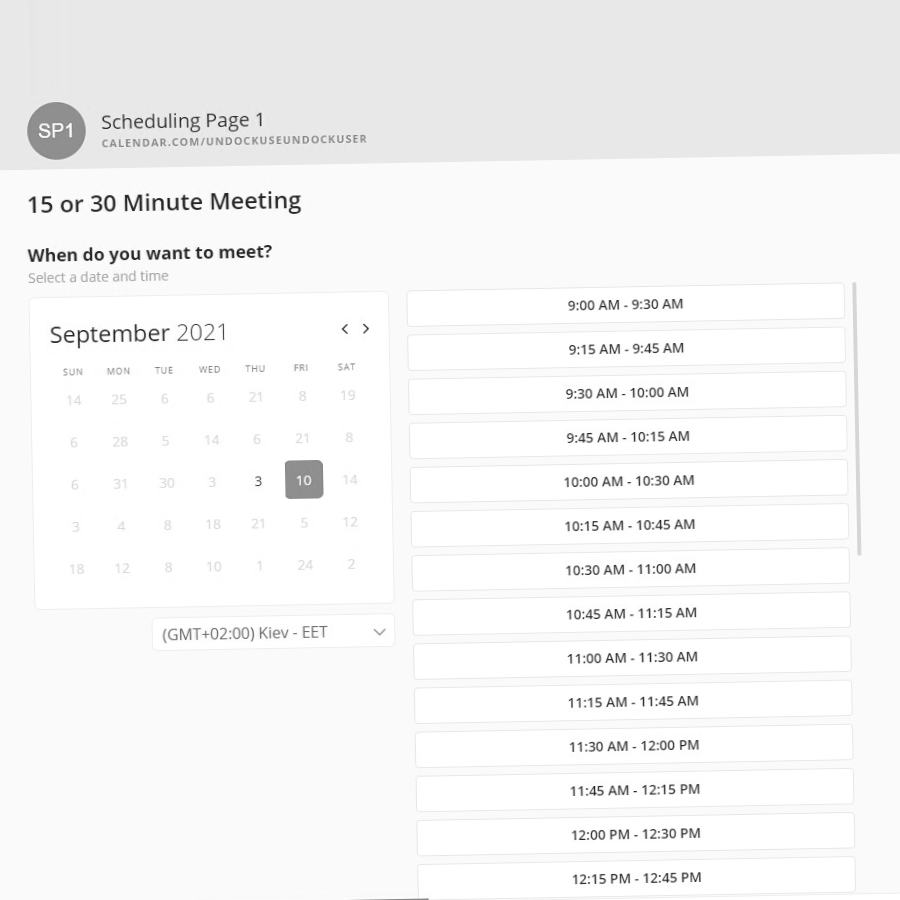 SP1
Scheduling Page 1
CALENDAR.COM/UNDOCKUSEUNDOCKUSER
15 or 30 Minute Meeting
When do you want to meet?
Select a date and time
September 2021
SUN MON TUE WED THU FRI SAT
14 25 6 6 21 8 19
6 28 5 14 6 21 8
6 31 30 3 3 10 14
3 4 8 18 21 5 12
18 12 8 10 1 24 2
(GMT+02:00) Kiev - EET
9:00 AM - 9:30 AM
9:15 AM - 9:45 AM
9:30 AM - 10:00 AM
9:45 AM - 10:15 AM
10:00 AM - 10:30 AM
10:15 AM - 10:45 AM
10:30 AM - 11:00 AM
10:45 AM - 11:15 AM
11:00 AM - 11:30 AM
11:15 AM - 11:45 AM
11:30 AM - 12:00 PM
11:45 AM - 12:15 PM
12:00 PM - 12:30 PM
12:15 PM - 12:45 PM